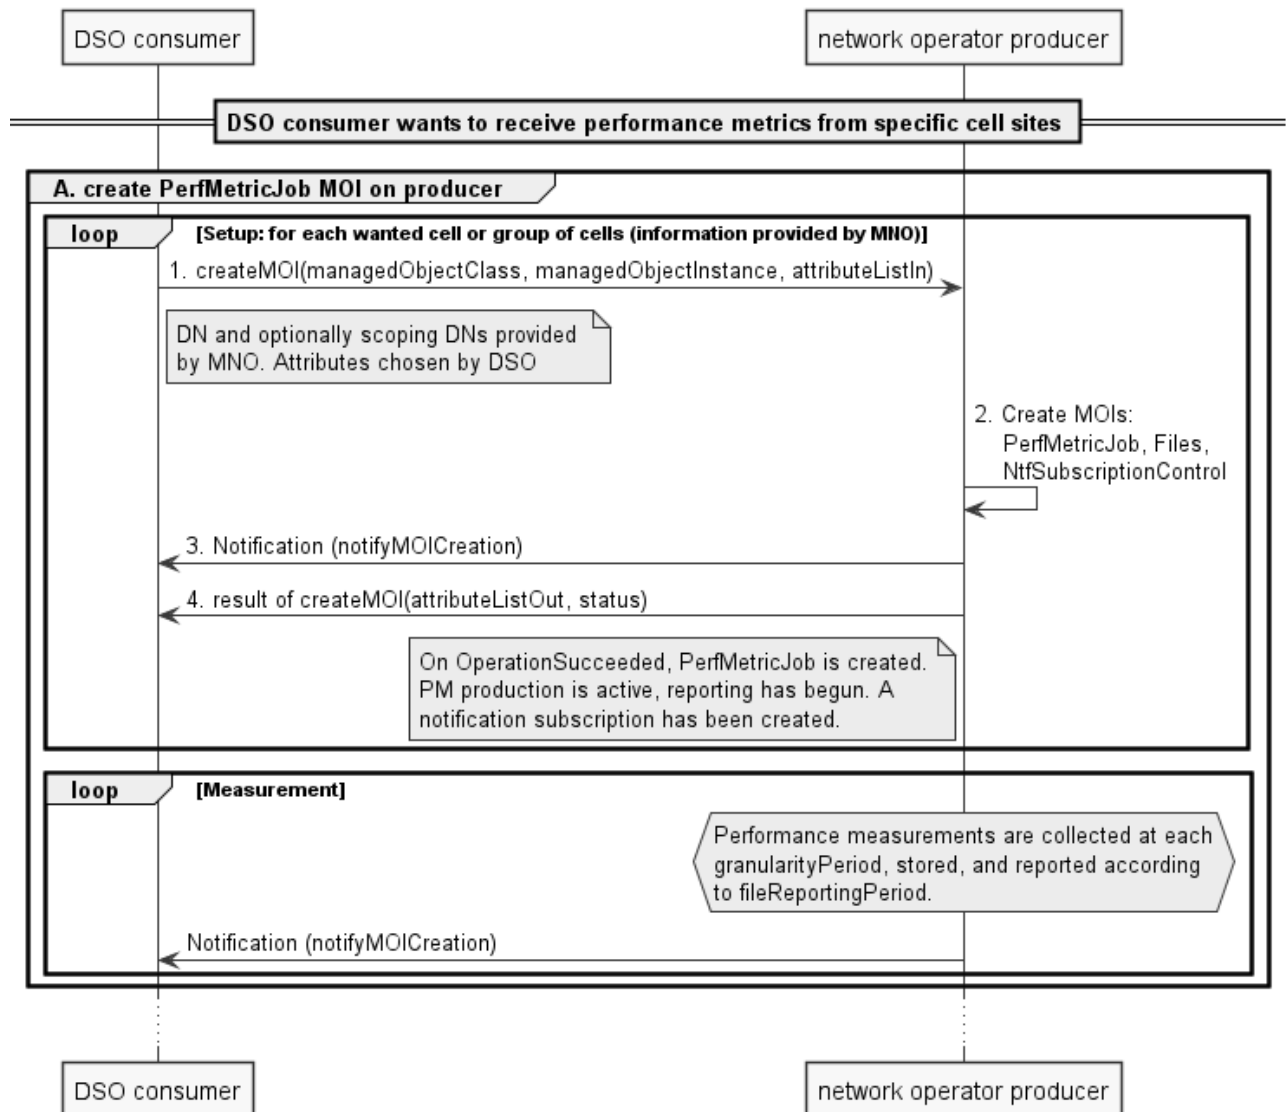 DSO consumer
network operator producer
DSO consumer wants to receive performance metrics from specific cell sites
A. create PerfMetricJob MOI on producer
loop
[Setup: for each wanted cell or group of cells (information provided by MNO)]
1. createMOI(managedObjectClass, managedObjectInstance, attributeListIn)
DN and optionally scoping DNs provided
by MNO. Attributes chosen by DSO
2. Create MOIs:
PerfMetricJob, Files,
NtfSubscriptionControl
3. Notification (notifyMOICreation)
4. result of createMOI(attributeListOut, status)
On OperationSucceeded, PerfMetricJob is created.
PM production is active, reporting has begun. A
notification subscription has been created.
loop
[Measurement]
Performance measurements are collected at each
granularityPeriod, stored, and reported according
to fileReportingPeriod.
Notification (notifyMOICreation)
DSO consumer
network operator producer